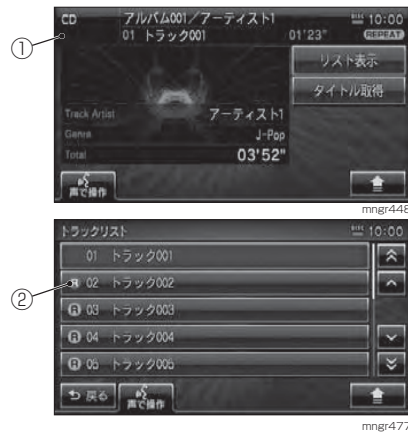 ①
CD アルバム001／アーティスト1 DISC 10:00
01 トラック001 01'23" REPEAT
リスト表示
タイトル取得
Track Artist アーティスト1
Genre J-Pop
Total 03'52"
声で操作
mngr448
トラックリスト DISC 10:00
01 トラック001
②
R 02 トラック002
R 03 トラック003
R 04 トラック004
R 05 トラック005
戻る 声で操作
mngr477